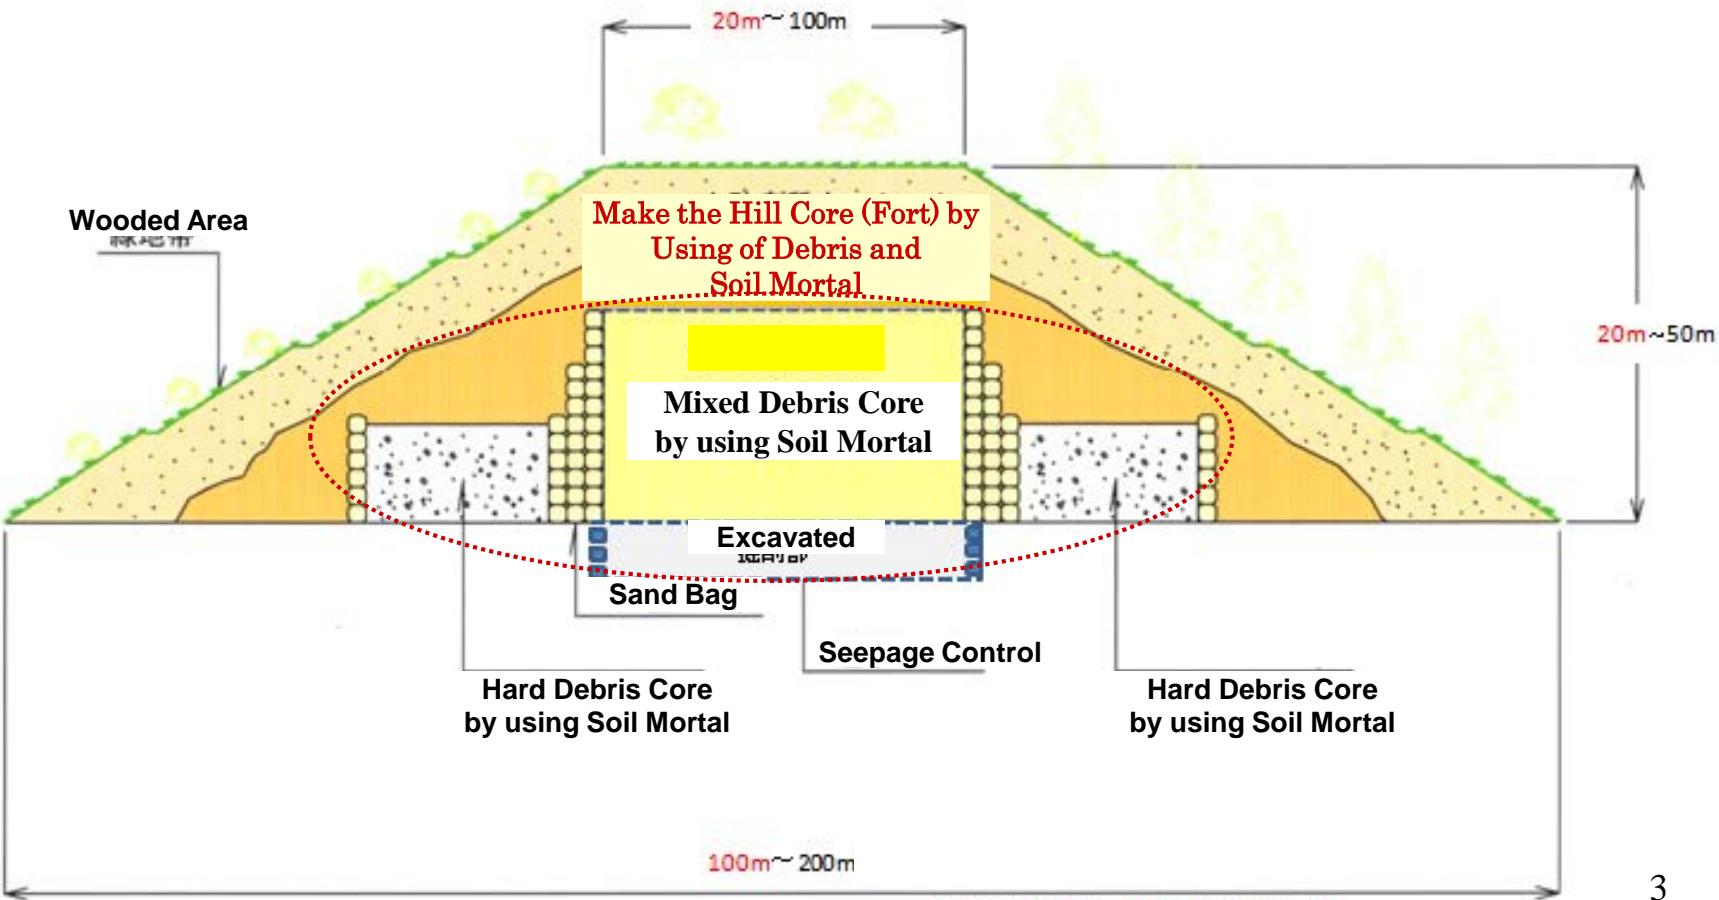 20m~100m
Wooded Area
Make the Hill Core (Fort) by
Using of Debris and
Soil Mortal
20m~50m
Mixed Debris Core
by using Soil Mortal
Excavated
Sand Bag
Seepage Control
Hard Debris Core
by using Soil Mortal
Hard Debris Core
by using Soil Mortal
100m~200m
3